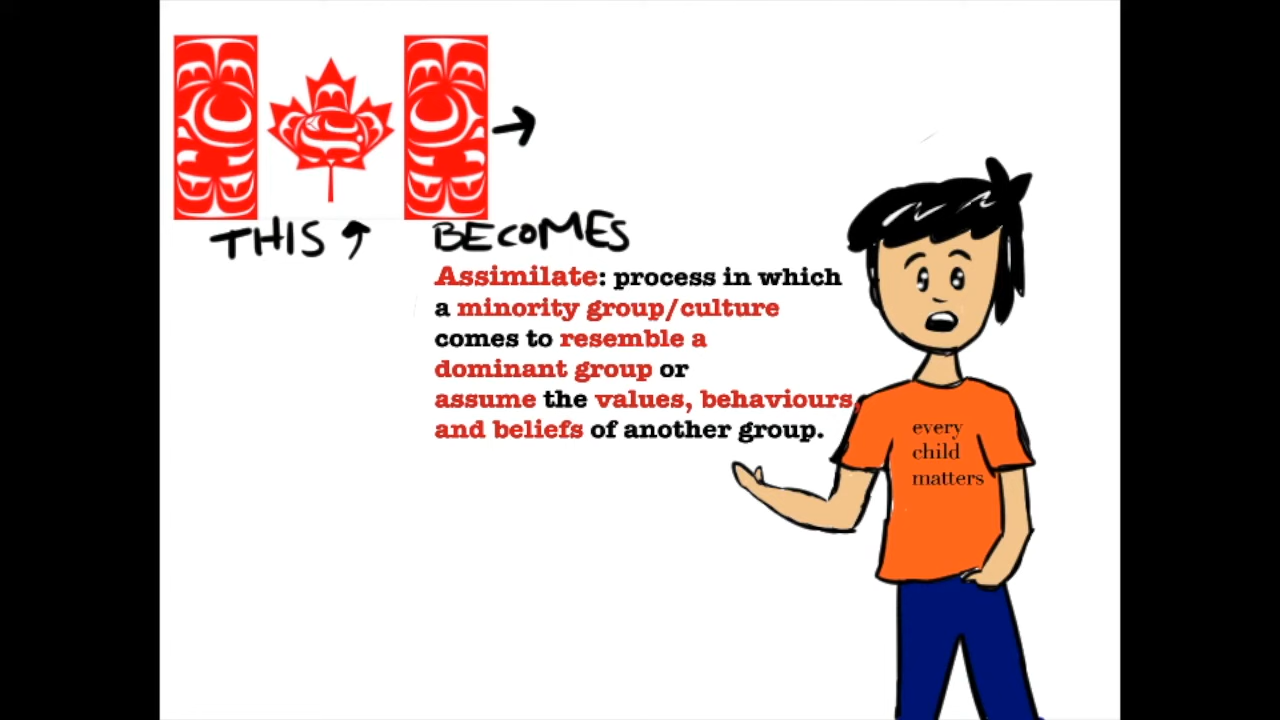 THIS
BECOMES
Assimilate: process in which
a minority group/culture
comes to resemble a
dominant group or
assume the values, behaviours,
and beliefs of another group.
every
child
matters